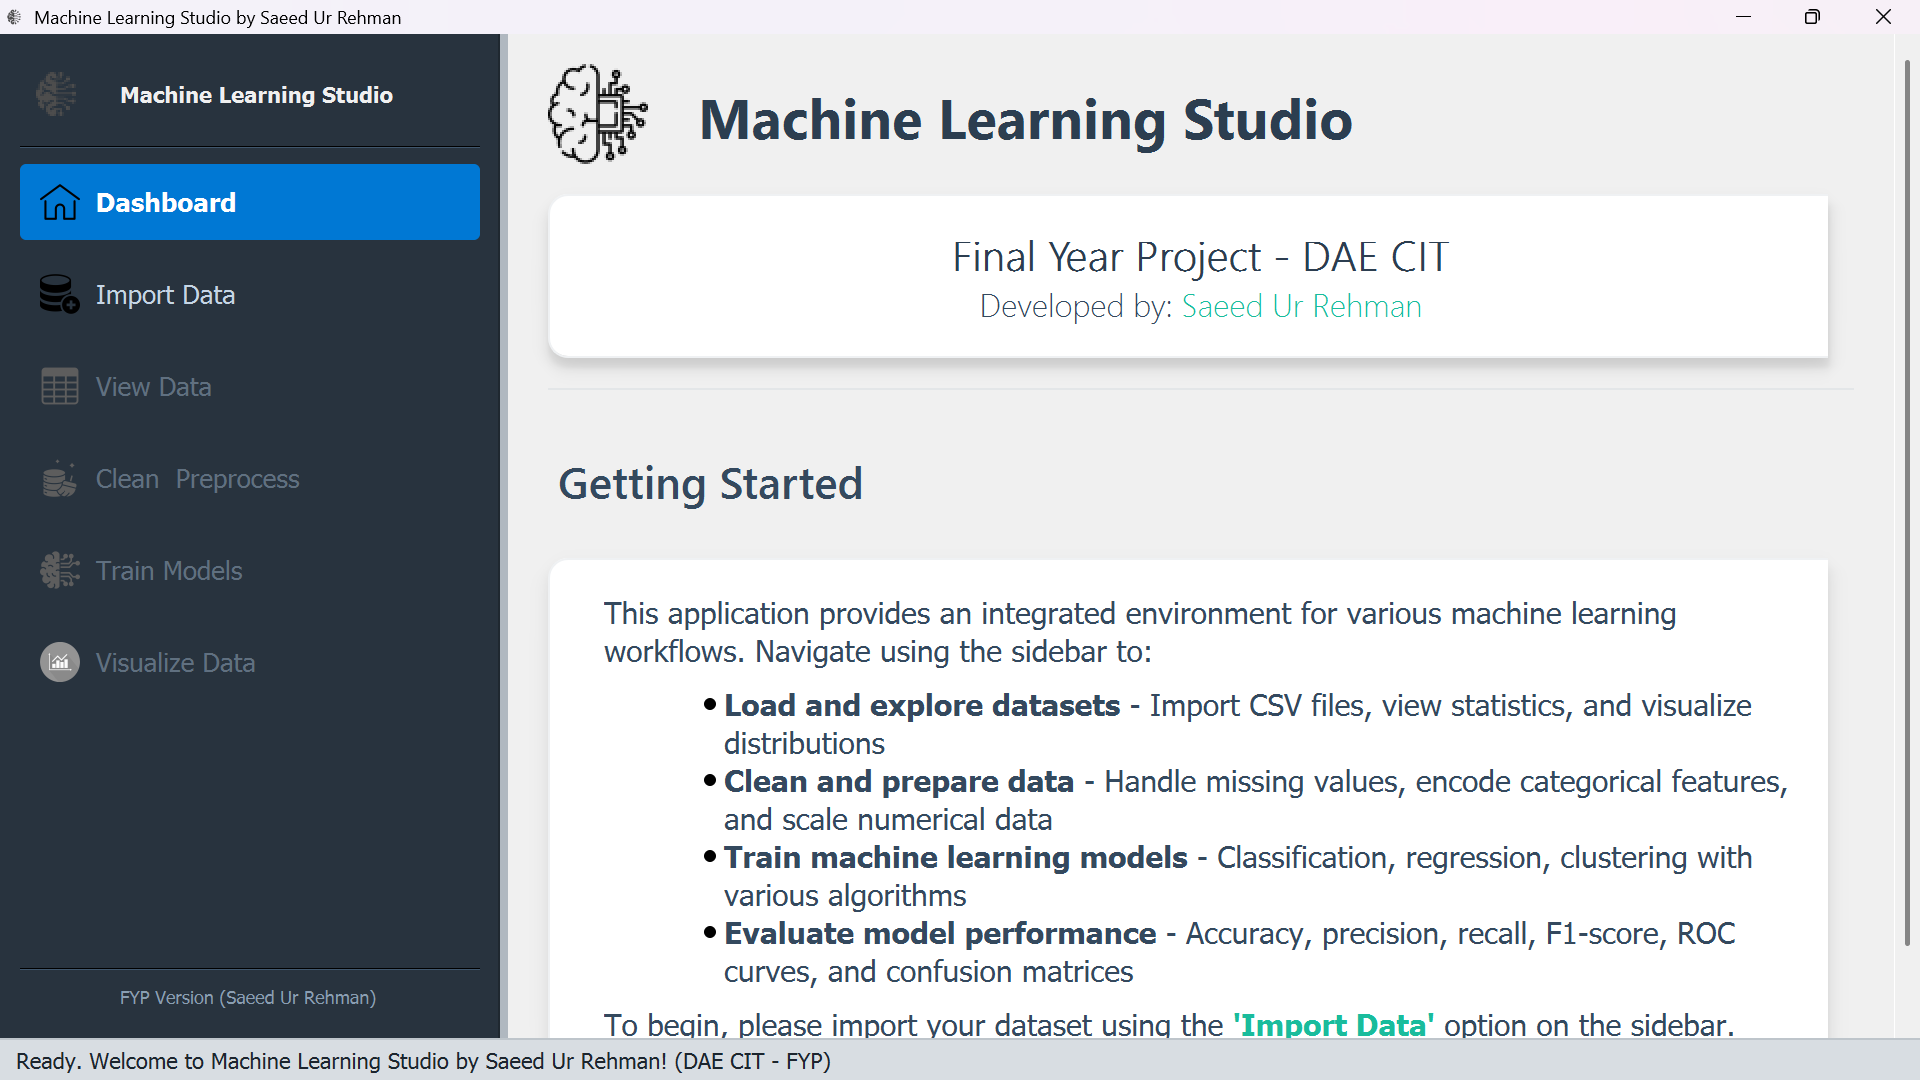 Machine Learning Studio by Saeed Ur Rehman
Machine Learning Studio
Dashboard
Import Data
View Data
Clean  Preprocess
Train Models
Visualize Data
FYP Version (Saeed Ur Rehman)
Machine Learning Studio
Final Year Project - DAE CIT
Developed by: Saeed Ur Rehman
Getting Started
This application provides an integrated environment for various machine learning
workflows. Navigate using the sidebar to:
• Load and explore datasets - Import CSV files, view statistics, and visualize
distributions
• Clean and prepare data - Handle missing values, encode categorical features,
and scale numerical data
• Train machine learning models - Classification, regression, clustering with
various algorithms
• Evaluate model performance - Accuracy, precision, recall, F1-score, ROC
curves, and confusion matrices
To begin, please import your dataset using the 'Import Data' option on the sidebar.
Ready. Welcome to Machine Learning Studio by Saeed Ur Rehman! (DAE CIT - FYP)